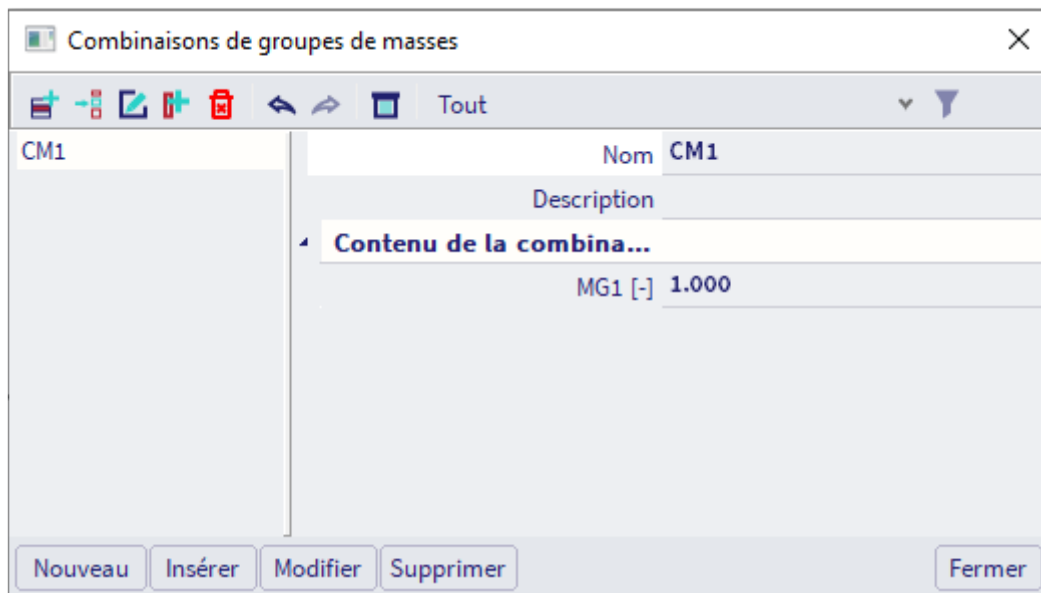 Combinaisons de groupes de masses
Tout
CM1
Nom CM1
Description
Contenu de la combina...
MG1 [-] 1.000
Nouveau Insérer Modifier Supprimer Fermer